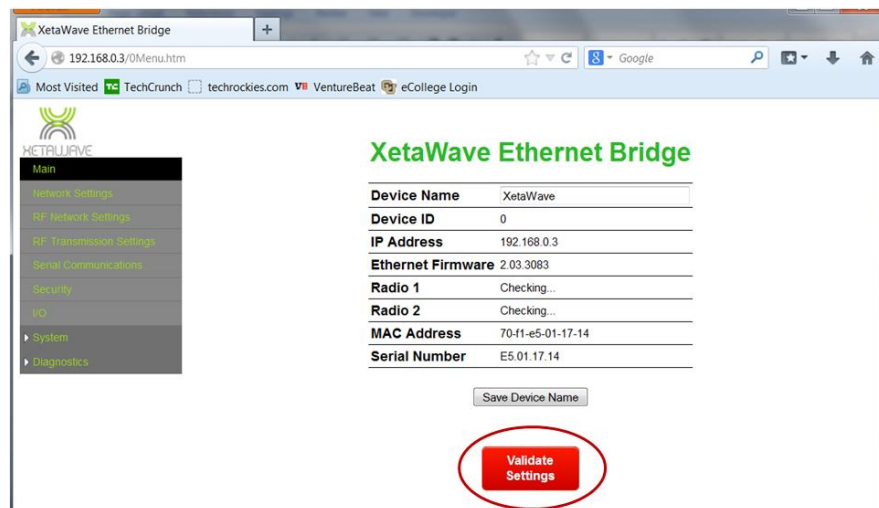 XetaWave Ethernet Bridge
+
192.168.0.3/0Menu.htm
8 Google
Most Visited TC TechCrunch techrockies.com VB VentureBeat eCollege Login
XETAWAVE
Main
Network Settings
RF Network Settings
RF Transmission Settings
Serial Communications
Security
I/O
System
Diagnostics
XetaWave Ethernet Bridge
Device Name XetaWave
Device ID 0
IP Address 192.168.0.3
Ethernet Firmware 2.03.3083
Radio 1 Checking...
Radio 2 Checking...
MAC Address 70-f1-e5-01-17-14
Serial Number E5.01.17.14
Save Device Name
Validate
Settings